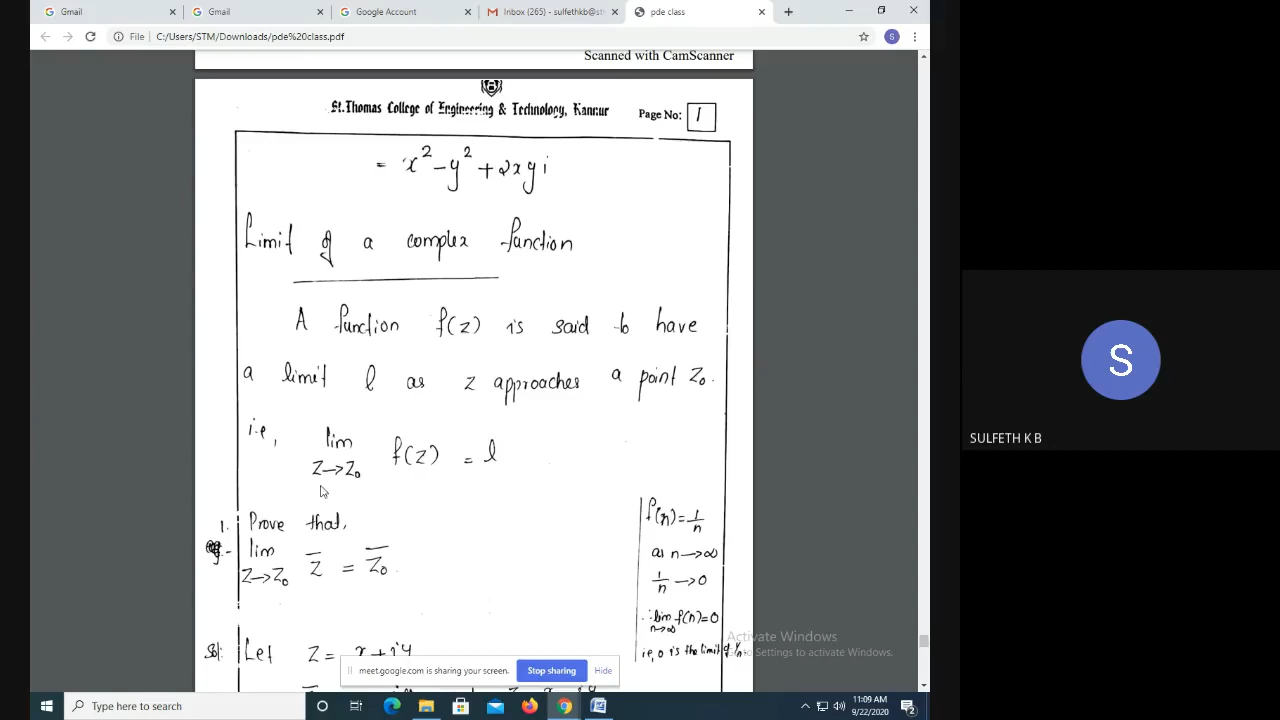 Gmail
Gmail
Google Account
Inbox (265) - sulfethkb@st
pde class
File | C:/Users/STM/Downloads/pde%20class.pdf
S
Scanned with CamScanner
St.Thomas College of Engineering & Technology, Kannur
Page No: 1
= x² - y² + 2xyi
Limit of a complex function
A function f(z) is said to have
a limit l as z approaches a point z₀.
i.e, lim f(z) = l
z→z₀
1. Prove that,
lim z̄ = z̄₀.
z→z₀
f(n) = 1/n
as n→∞
1/n →0
∴ lim f(n)=0
n→∞
i.e, 0 is the limit of 1/n.
Sol: Let z = x + iy
Activate Windows
Go to Settings to activate Windows.
meet.google.com is sharing your screen.
Stop sharing
Hide
Type here to search
11:09 AM
9/22/2020
2
S
SULFETH K B